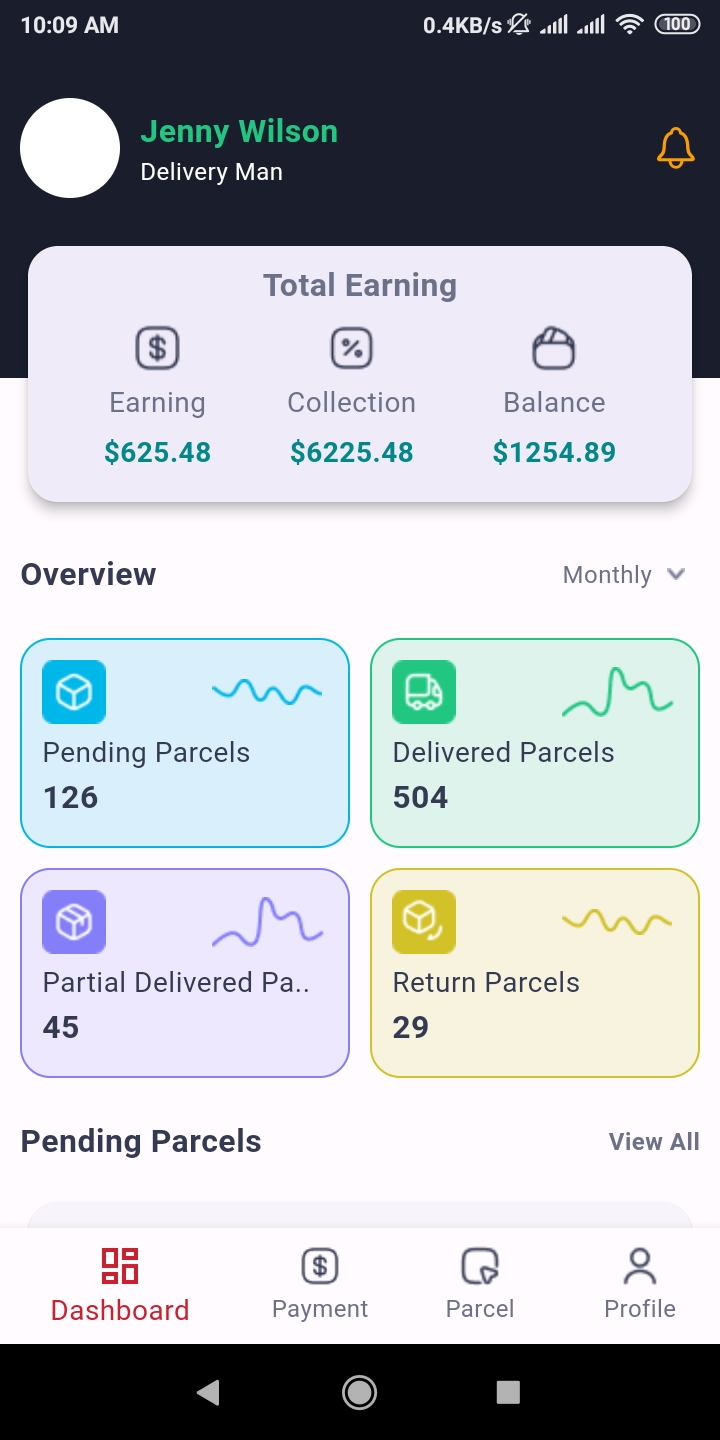 10:09 AM 0.4KB/s 100
Jenny Wilson
Delivery Man
Total Earning
$ %
Earning Collection Balance
$625.48 $6225.48 $1254.89
Overview Monthly
Pending Parcels Delivered Parcels
126 504
Partial Delivered Pa.. Return Parcels
45 29
Pending Parcels View All
$
Dashboard Payment Parcel Profile